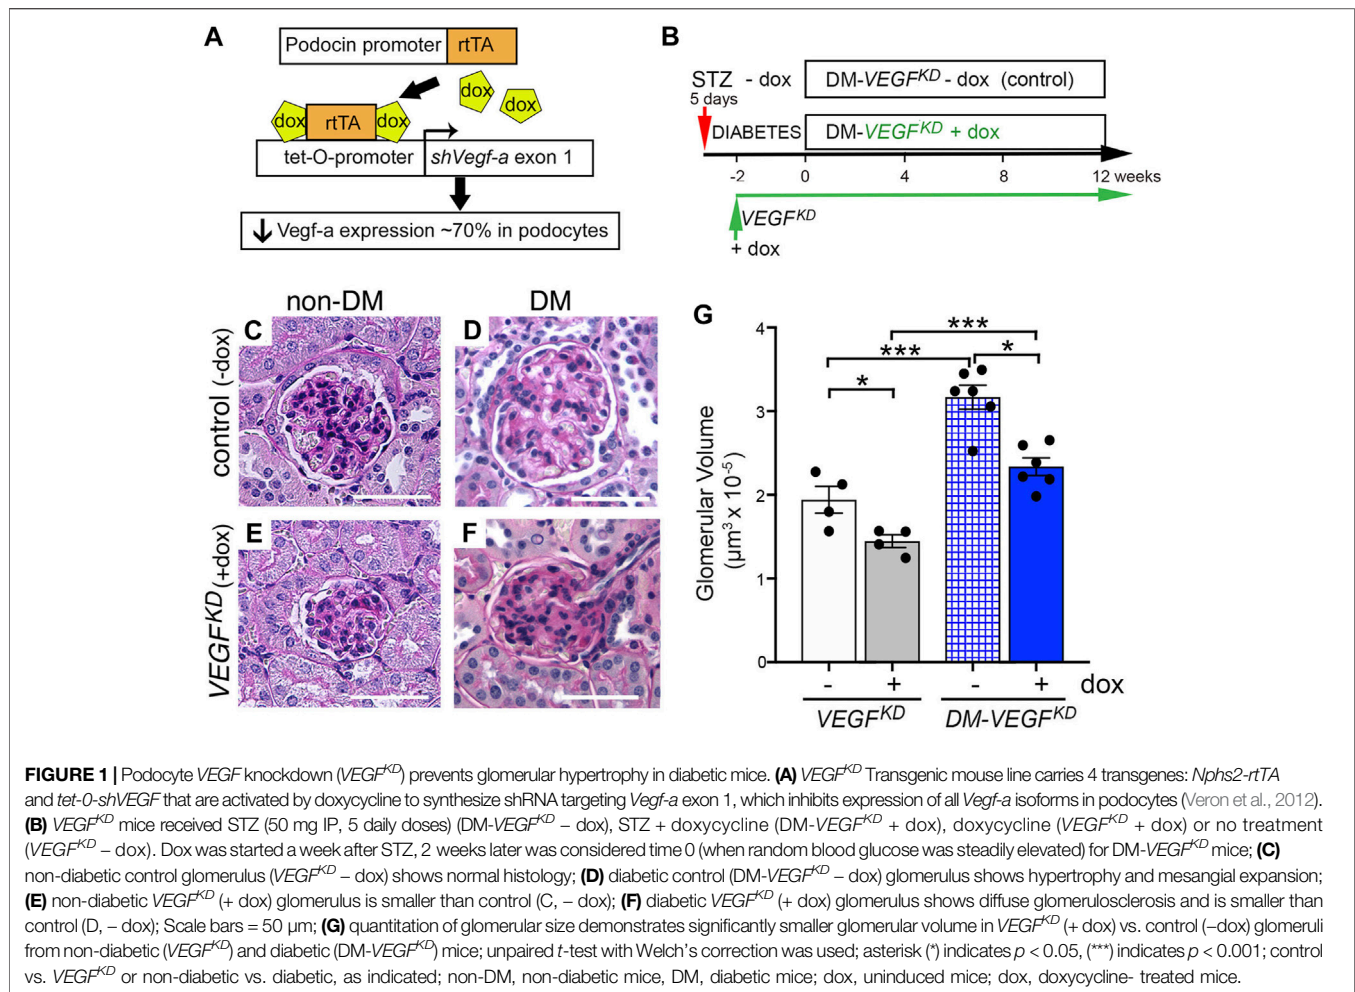 A
Podocin promoter rtTA
dox
dox
dox rtTA dox
tet-O-promoter shVegf-a exon 1
↓ Vegf-a expression ~70% in podocytes
B
STZ - dox DM-VEGFᴷᴰ - dox (control)
5 days
DIABETES DM-VEGFᴷᴰ + dox
-2 0 4 8 12 weeks
VEGFᴷᴰ
+ dox
non-DM DM
control (-dox)
C
D
VEGFᴷᴰ (+dox)
E
F
G
Glomerular Volume
(µm³ x 10⁻⁵)
4
3
2
1
0
***
*** *
*
- + - + dox
VEGFᴷᴰ DM-VEGFᴷᴰ
FIGURE 1 | Podocyte VEGF knockdown (VEGFᴷᴰ) prevents glomerular hypertrophy in diabetic mice. (A) VEGFᴷᴰ Transgenic mouse line carries 4 transgenes: Nphs2-rtTA
and tet-0-shVEGF that are activated by doxycycline to synthesize shRNA targeting Vegf-a exon 1, which inhibits expression of all Vegf-a isoforms in podocytes (Veron et al., 2012).
(B) VEGFᴷᴰ mice received STZ (50 mg IP, 5 daily doses) (DM-VEGFᴷᴰ – dox), STZ + doxycycline (DM-VEGFᴷᴰ + dox), doxycycline (VEGFᴷᴰ + dox) or no treatment
(VEGFᴷᴰ – dox). Dox was started a week after STZ, 2 weeks later was considered time 0 (when random blood glucose was steadily elevated) for DM-VEGFᴷᴰ mice; (C)
non-diabetic control glomerulus (VEGFᴷᴰ – dox) shows normal histology; (D) diabetic control (DM-VEGFᴷᴰ – dox) glomerulus shows hypertrophy and mesangial expansion;
(E) non-diabetic VEGFᴷᴰ (+ dox) glomerulus is smaller than control (C, – dox); (F) diabetic VEGFᴷᴰ (+ dox) glomerulus shows diffuse glomerulosclerosis and is smaller than
control (D, – dox); Scale bars = 50 µm; (G) quantitation of glomerular size demonstrates significantly smaller glomerular volume in VEGFᴷᴰ (+ dox) vs. control (–dox) glomeruli
from non-diabetic (VEGFᴷᴰ) and diabetic (DM-VEGFᴷᴰ) mice; unpaired t-test with Welch's correction was used; asterisk (*) indicates p < 0.05, (***) indicates p < 0.001; control
vs. VEGFᴷᴰ or non-diabetic vs. diabetic, as indicated; non-DM, non-diabetic mice, DM, diabetic mice; dox, uninduced mice; dox, doxycycline- treated mice.